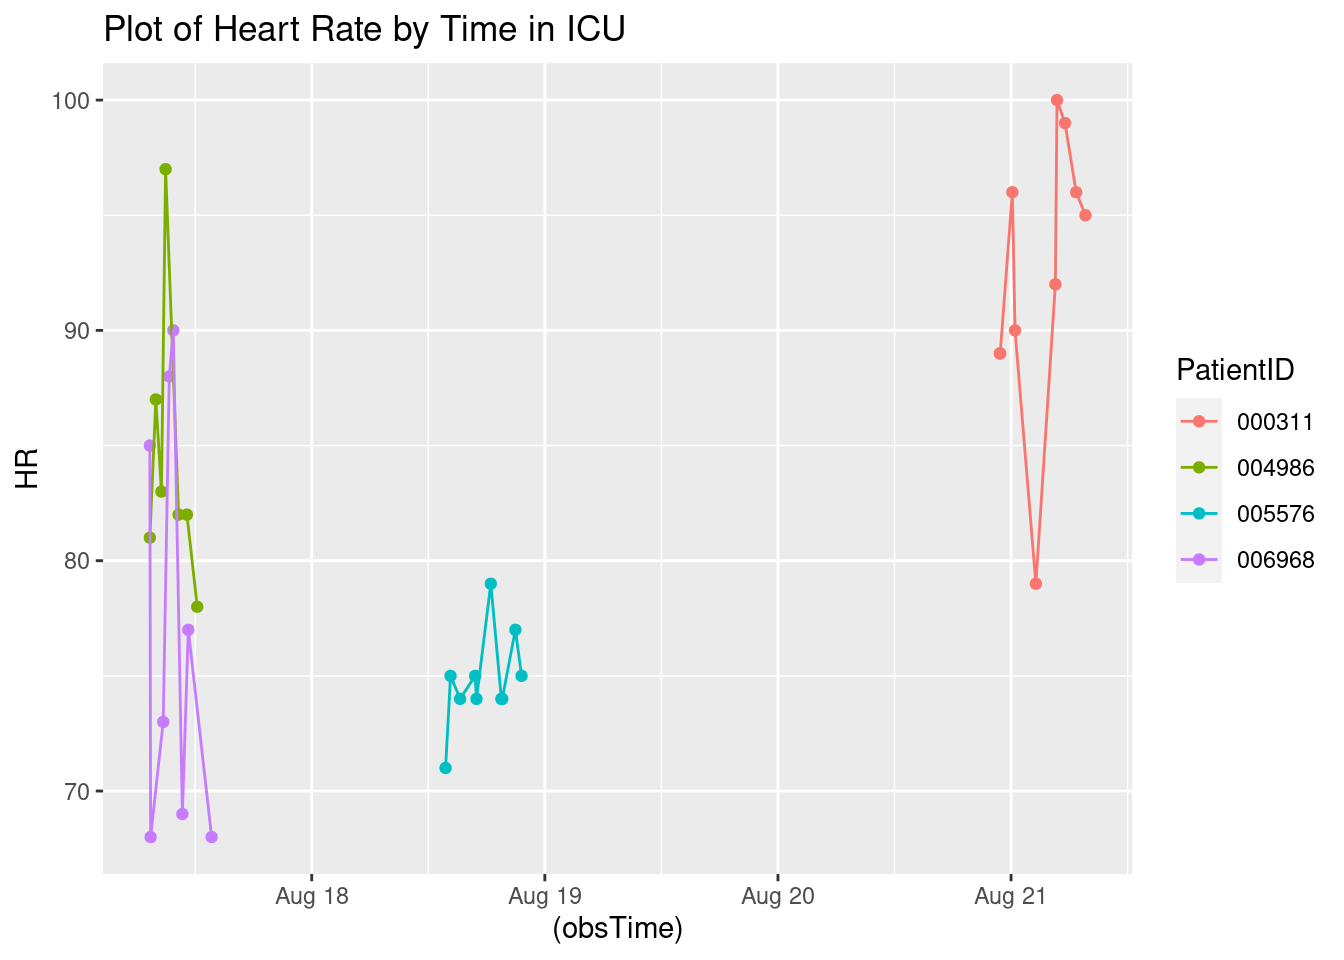 Plot of Heart Rate by Time in ICU
100
90
80
70
HR
Aug 18
Aug 19
Aug 20
Aug 21
(obsTime)
PatientID
000311
004986
005576
006968